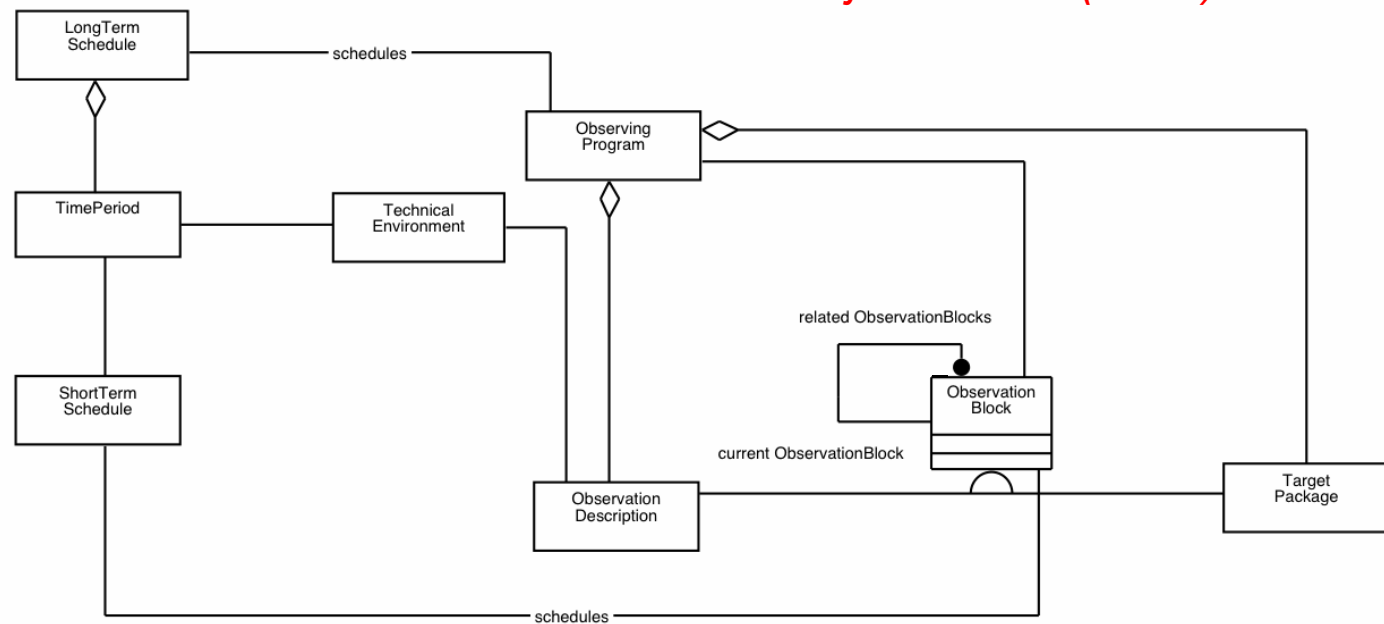 LongTerm
Schedule
schedules
Observing
Program
TimePeriod
Technical
Environment
related ObservationBlocks
ShortTerm
Schedule
Observation
Block
current ObservationBlock
Observation
Description
Target
Package
schedules